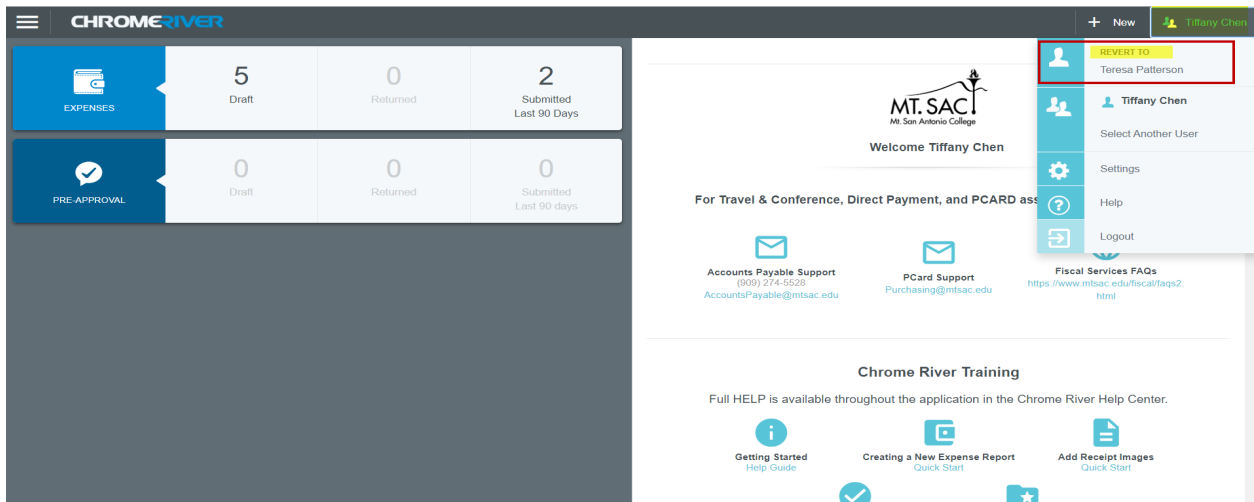 CHROMERIVER
+ New
Tiffany Chen
EXPENSES
5
Draft
0
Returned
2
Submitted
Last 90 Days
PRE-APPROVAL
0
Draft
0
Returned
0
Submitted
Last 90 days
REVERT TO
Teresa Patterson
Tiffany Chen
Select Another User
Settings
Help
Logout
MT. SAC
Mt. San Antonio College
Welcome Tiffany Chen
For Travel & Conference, Direct Payment, and PCARD
Accounts Payable Support
(909) 274-5528
AccountsPayable@mtsac.edu
PCard Support
Purchasing@mtsac.edu
Fiscal Services FAQs
https://www.mtsac.edu/fiscal/faqs2.
html
Chrome River Training
Full HELP is available throughout the application in the Chrome River Help Center.
Getting Started
Help Guide
Creating a New Expense Report
Quick Start
Add Receipt Images
Quick Start